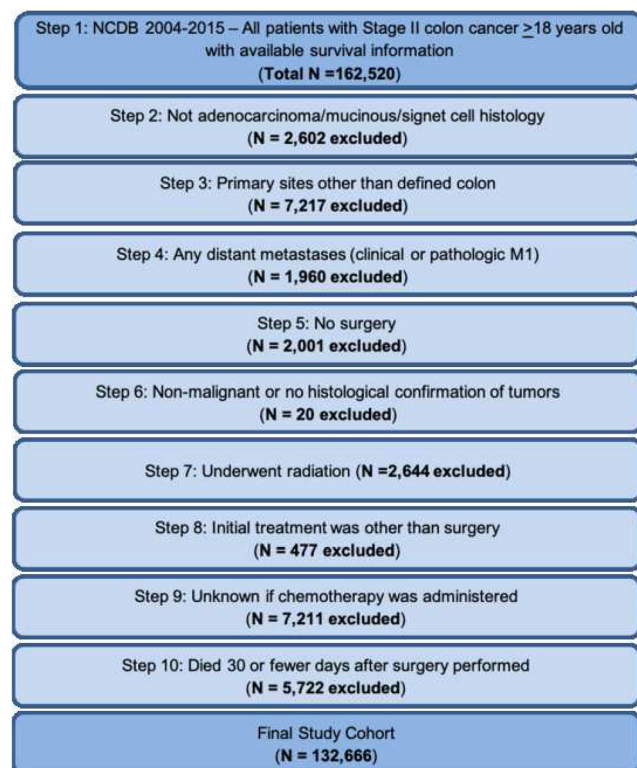 Step 1: NCDB 2004-2015 – All patients with Stage II colon cancer ≥18 years old
with available survival information
(Total N =162,520)
Step 2: Not adenocarcinoma/mucinous/signet cell histology
(N = 2,602 excluded)
Step 3: Primary sites other than defined colon
(N = 7,217 excluded)
Step 4: Any distant metastases (clinical or pathologic M1)
(N = 1,960 excluded)
Step 5: No surgery
(N = 2,001 excluded)
Step 6: Non-malignant or no histological confirmation of tumors
(N = 20 excluded)
Step 7: Underwent radiation (N =2,644 excluded)
Step 8: Initial treatment was other than surgery
(N = 477 excluded)
Step 9: Unknown if chemotherapy was administered
(N = 7,211 excluded)
Step 10: Died 30 or fewer days after surgery performed
(N = 5,722 excluded)
Final Study Cohort
(N = 132,666)